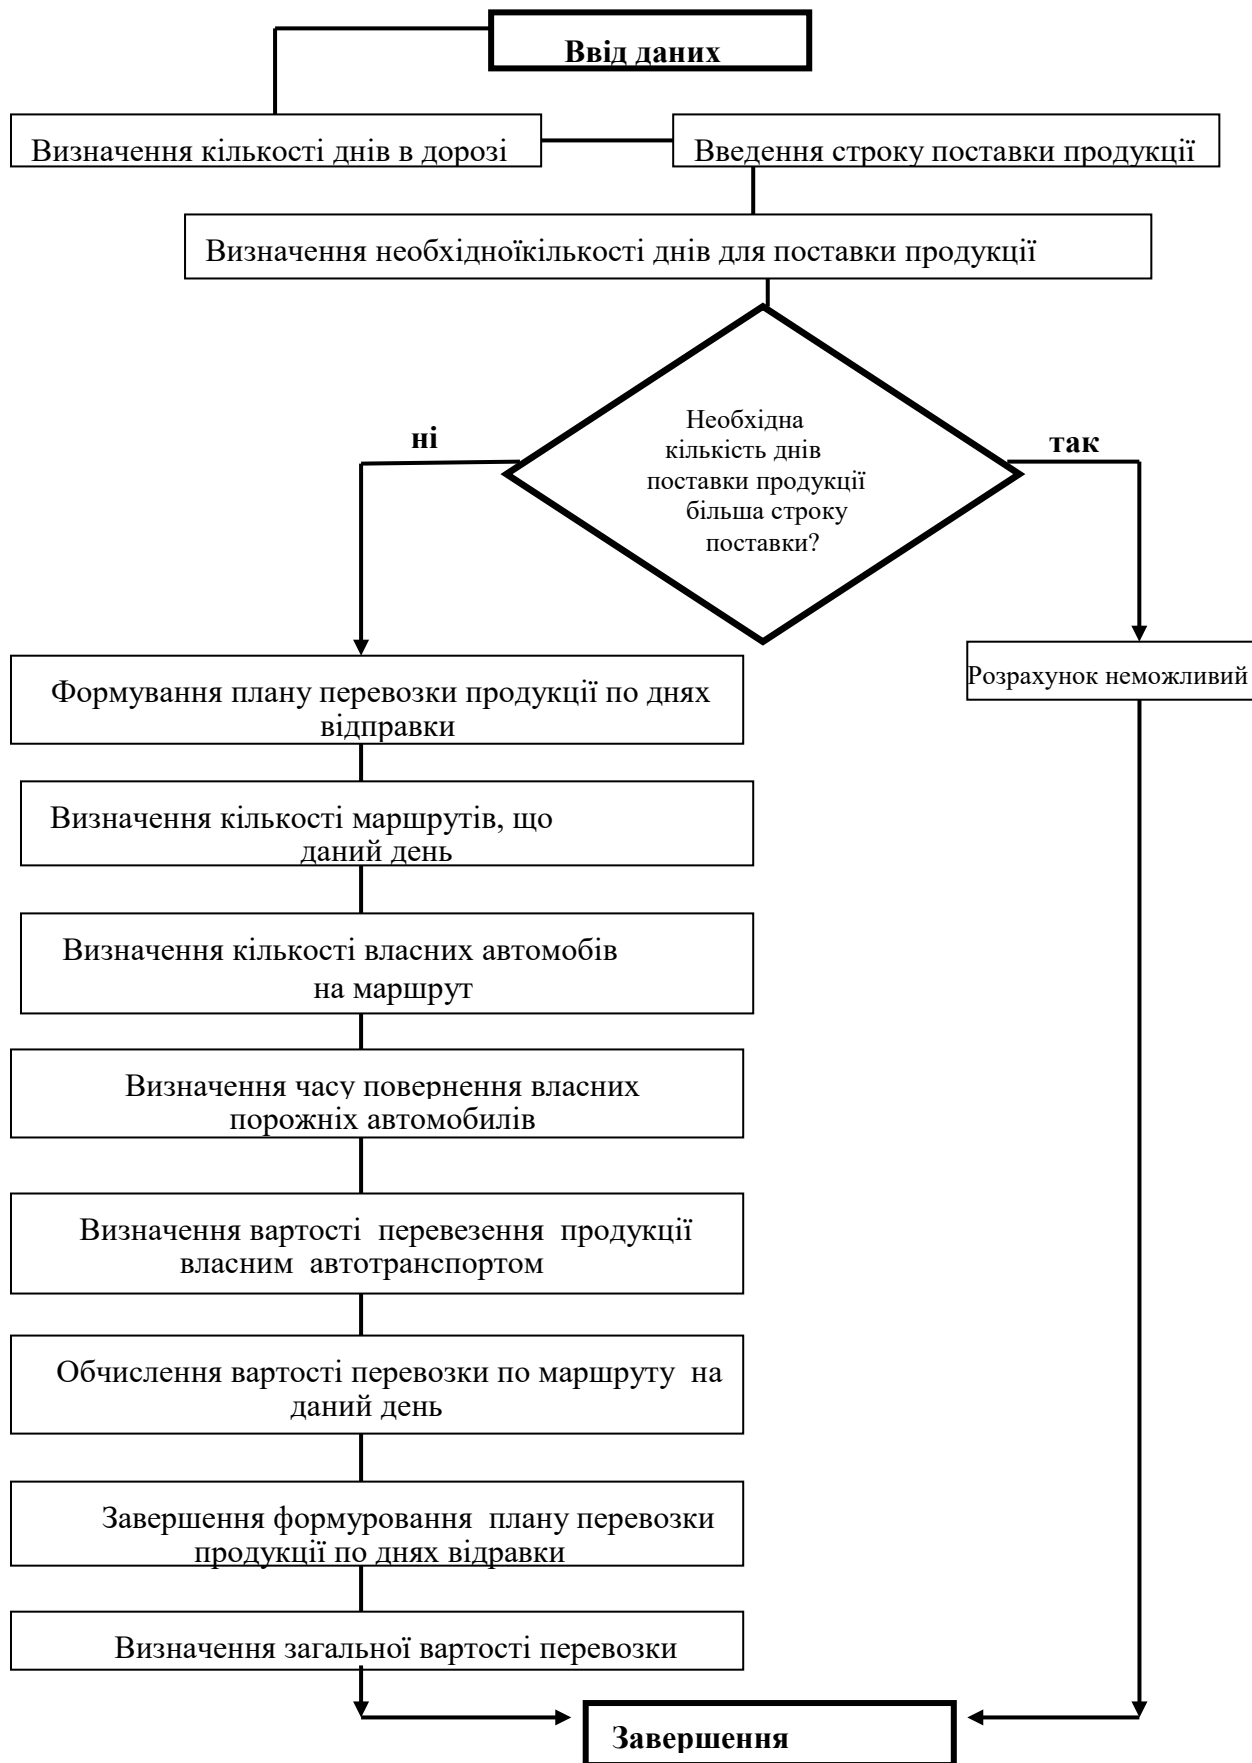 Ввід даних
Визначення кількості днів в дорозі
Введення строку поставки продукції
Визначення необхідноїкількості днів для поставки продукції
Необхідна
кількість днів
поставки продукції
більша строку
поставки?
ні
так
Формування плану перевозки продукції по днях
відправки
Розрахунок неможливий
Визначення кількості маршрутів, що
даний день
Визначення кількості власних автомобів
на маршрут
Визначення часу повернення власних
порожніх автомобилів
Визначення вартості перевезення продукції
власним автотранспортом
Обчислення вартості перевозки по маршруту на
даний день
Завершення формуровання плану перевозки
продукції по днях відравки
Визначення загальної вартості перевозки
Завершення